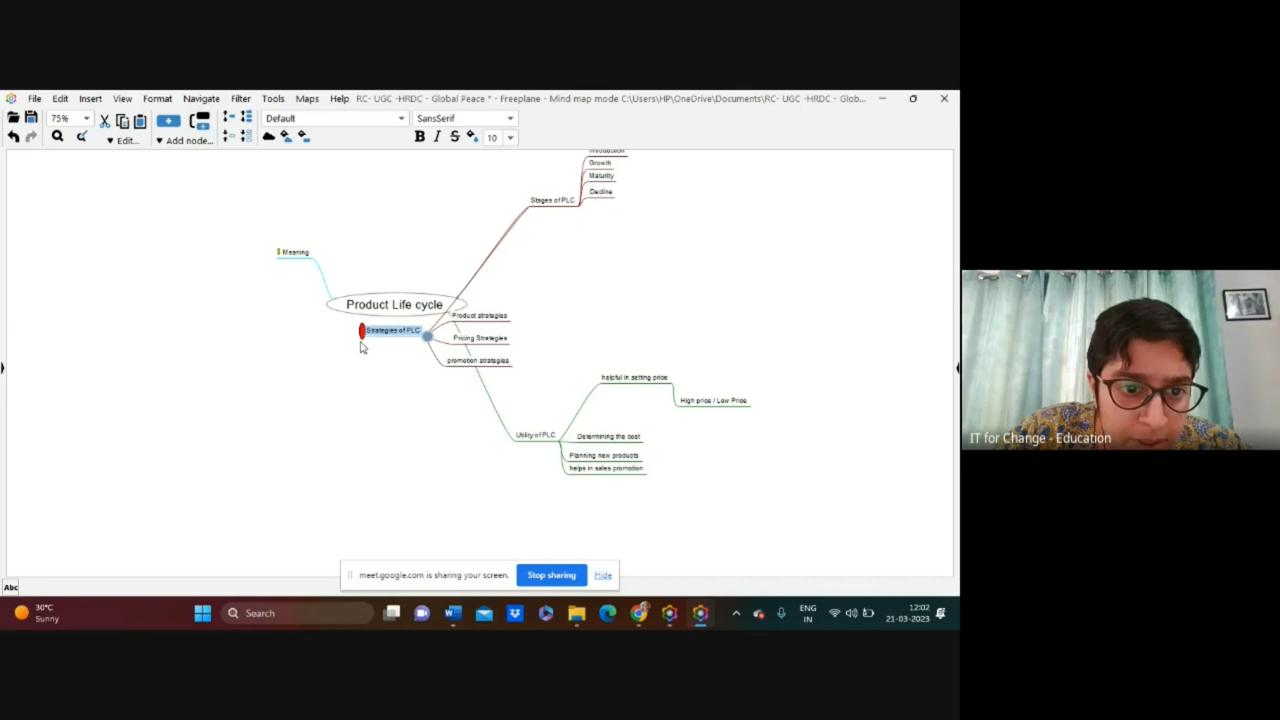 File Edit Insert View Format Navigate Filter Tools Maps Help RC- UGC -HRDC - Global Peace * - Freeplane - Mind map mode C:\Users\HP\OneDrive\Documents\RC- UGC -HRDC - Glob...
75% Default SansSerif
Edit... Add node... B I S 10
Introduction
Growth
Maturity
Decline
Stages of PLC
Meaning
Product Life cycle
Product strategies
Strategies of PLC
Pricing Strategies
promotion strategies
helpful in setting price
High price / Low Price
Utility of PLC
Determining the cost
Planning new products
helps in sales promotion
IT for Change - Education
meet.google.com is sharing your screen. Stop sharing Hide
Abc
30°C
Sunny
Search
ENG
IN
12:02
21-03-2023